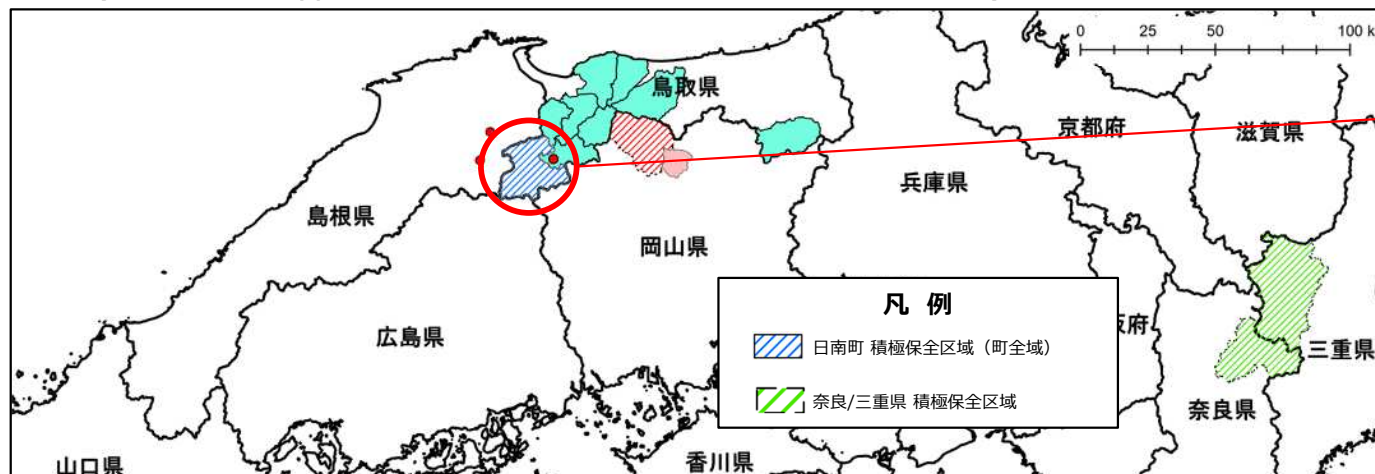 0 25 50 100 k
鳥取県
京都府
滋賀県
兵庫県
島根県
岡山県
凡 例
広島県
阪府
日南町 積極保全区域（町全域）
三重県
奈良/三重県 積極保全区域
奈良県
山口県
香川県